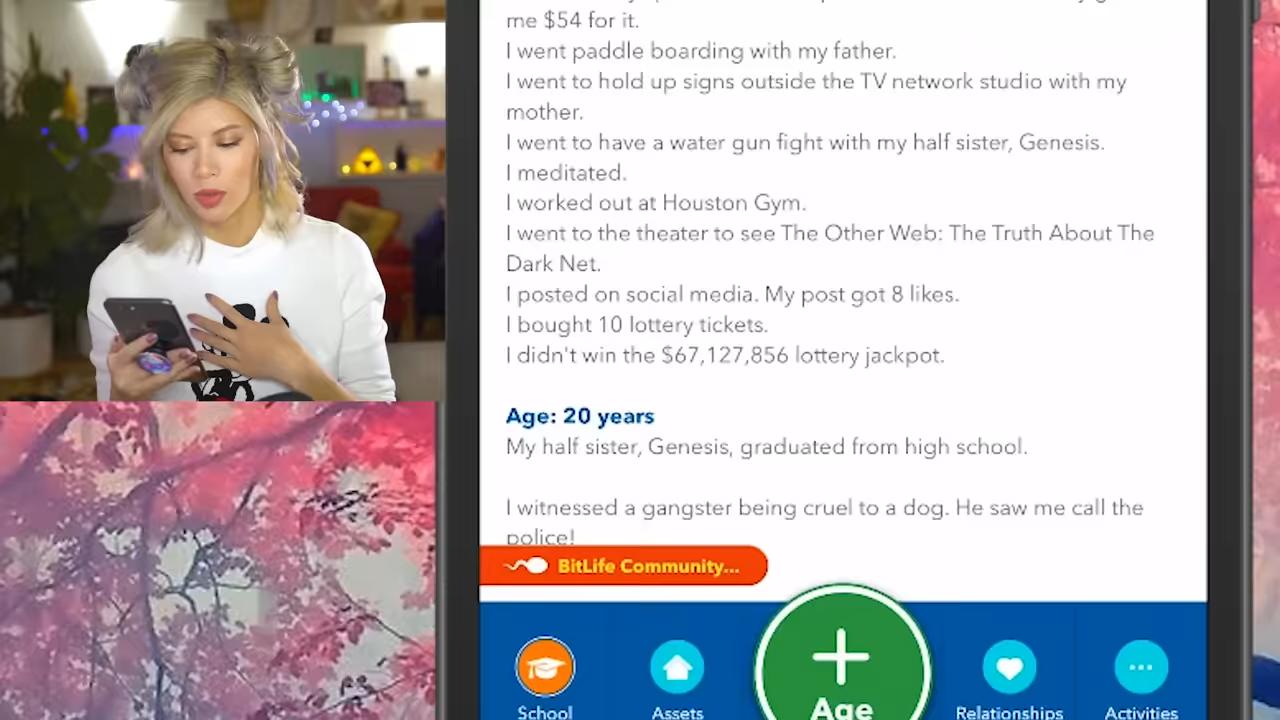 me $54 for it.
I went paddle boarding with my father.
I went to hold up signs outside the TV network studio with my
mother.
I went to have a water gun fight with my half sister, Genesis.
I meditated.
I worked out at Houston Gym.
I went to the theater to see The Other Web: The Truth About The
Dark Net.
I posted on social media. My post got 8 likes.
I bought 10 lottery tickets.
I didn't win the $67,127,856 lottery jackpot.
Age: 20 years
My half sister, Genesis, graduated from high school.
I witnessed a gangster being cruel to a dog. He saw me call the
police!
BitLife Community...
School
Assets
Age
Relationships
Activities